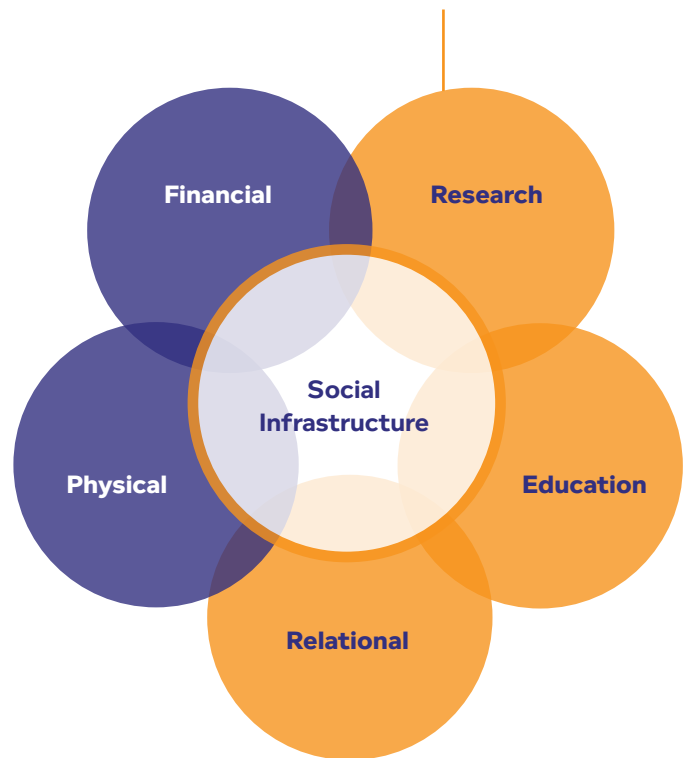 Financial
Research
Social
Infrastructure
Physical
Education
Relational